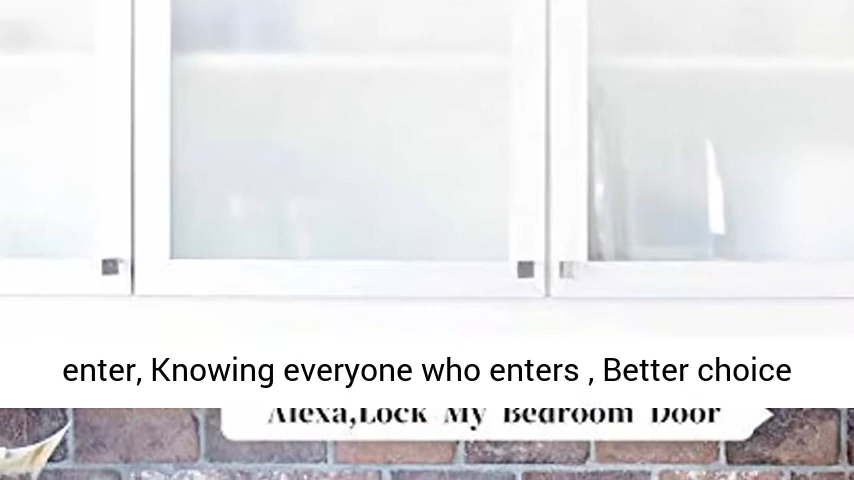 enter, Knowing everyone who enters , Better choice
Alexa,Lock My Bedroom Door